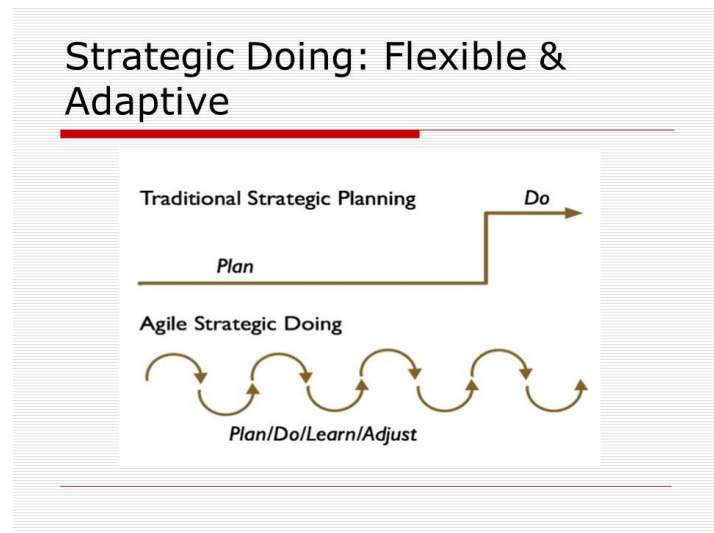 Strategic Doing: Flexible &
Adaptive
Traditional Strategic Planning
Do
Plan
Agile Strategic Doing
Plan/Do/Learn/Adjust